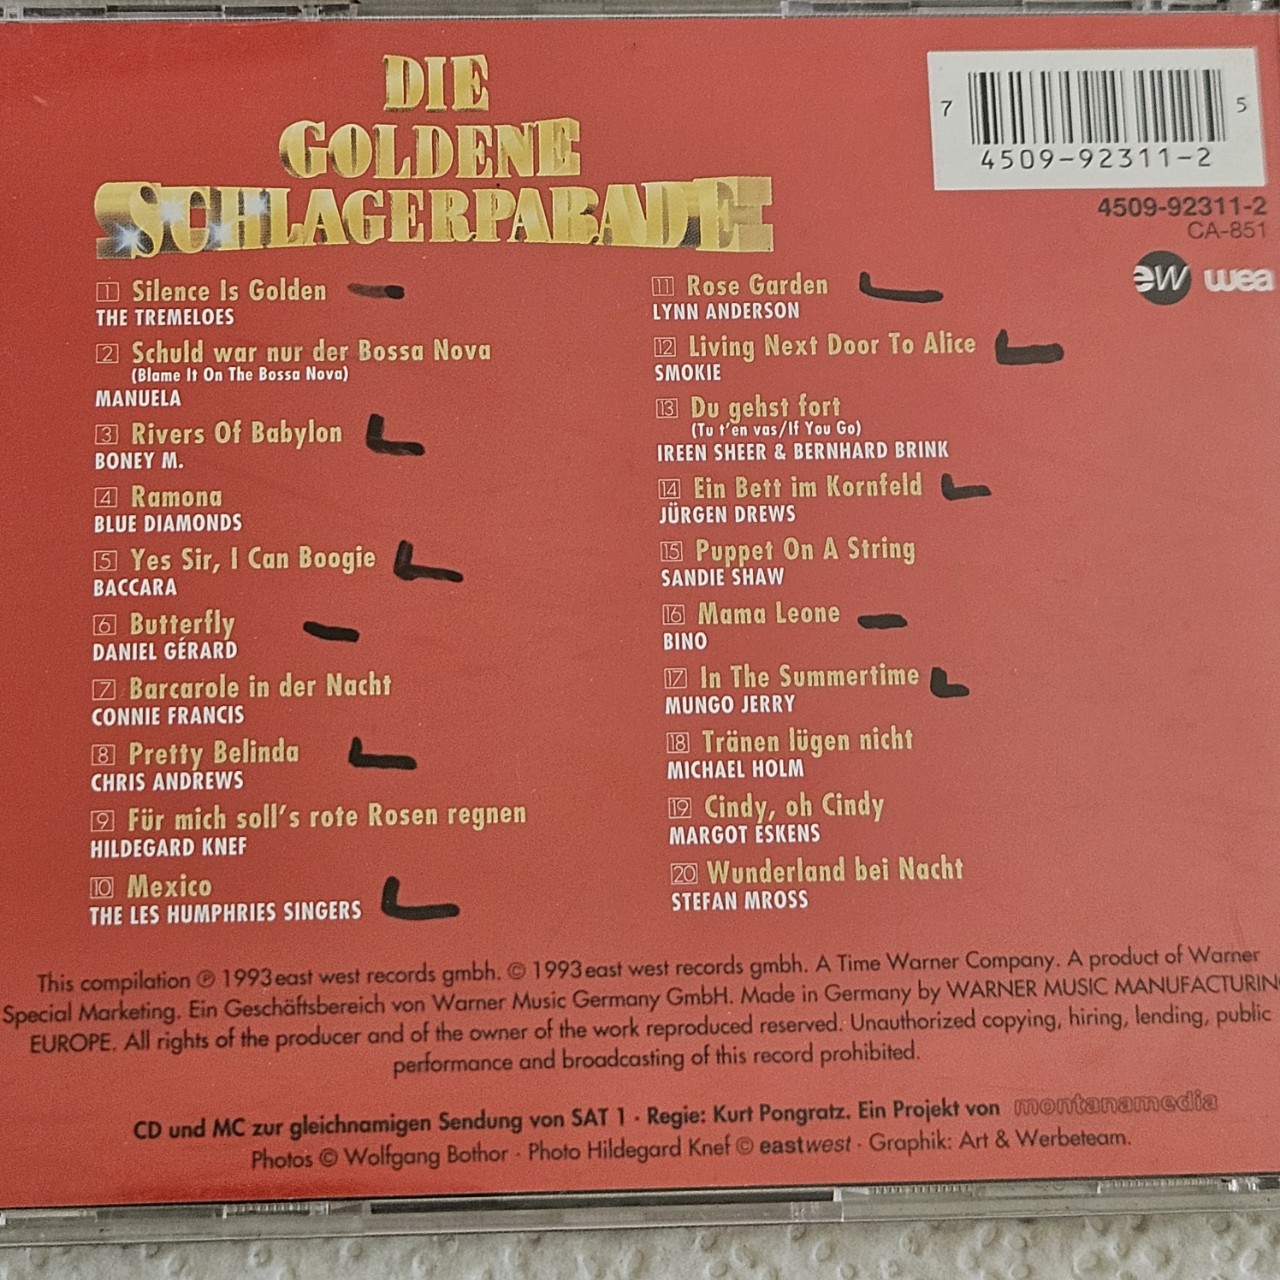 DIE
GOLDENE
SCHLAGERPARADE
7 4509-92311-2 5
4509-92311-2
CA-851
ew wea
1 Silence Is Golden
THE TREMELOES
2 Schuld war nur der Bossa Nova
(Blame It On The Bossa Nova)
MANUELA
3 Rivers Of Babylon
BONEY M.
4 Ramona
BLUE DIAMONDS
5 Yes Sir, I Can Boogie
BACCARA
6 Butterfly
DANIEL GÉRARD
7 Barcarole in der Nacht
CONNIE FRANCIS
8 Pretty Belinda
CHRIS ANDREWS
9 Für mich soll's rote Rosen regnen
HILDEGARD KNEF
10 Mexico
THE LES HUMPHRIES SINGERS
11 Rose Garden
LYNN ANDERSON
12 Living Next Door To Alice
SMOKIE
13 Du gehst fort
(Tu t'en vas/If You Go)
IREEN SHEER & BERNHARD BRINK
14 Ein Bett im Kornfeld
JÜRGEN DREWS
15 Puppet On A String
SANDIE SHAW
16 Mama Leone
BINO
17 In The Summertime
MUNGO JERRY
18 Tränen lügen nicht
MICHAEL HOLM
19 Cindy, oh Cindy
MARGOT ESKENS
20 Wunderland bei Nacht
STEFAN MROSS
This compilation ℗ 1993 east west records gmbh. © 1993 east west records gmbh. A Time Warner Company. A product of Warner
Special Marketing. Ein Geschäftsbereich von Warner Music Germany GmbH. Made in Germany by WARNER MUSIC MANUFACTURIN
EUROPE. All rights of the producer and of the owner of the work reproduced reserved. Unauthorized copying, hiring, lending, public
performance and broadcasting of this record prohibited.
CD und MC zur gleichnamigen Sendung von SAT 1 · Regie: Kurt Pongratz. Ein Projekt von montanamedia
Photos © Wolfgang Bothor · Photo Hildegard Knef © eastwest · Graphik: Art & Werbeteam.